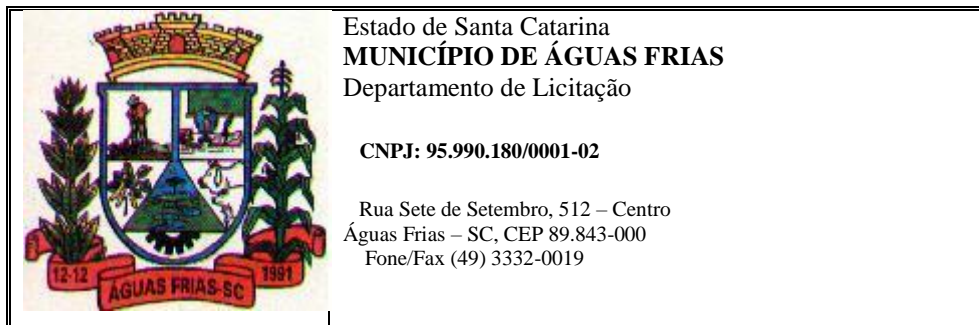 Estado de Santa Catarina
MUNICÍPIO DE ÁGUAS FRIAS
Departamento de Licitação
CNPJ: 95.990.180/0001-02
Rua Sete de Setembro, 512 – Centro
Águas Frias – SC, CEP 89.843-000
Fone/Fax (49) 3332-0019
12-12
ÁGUAS FRIAS-SC
1991